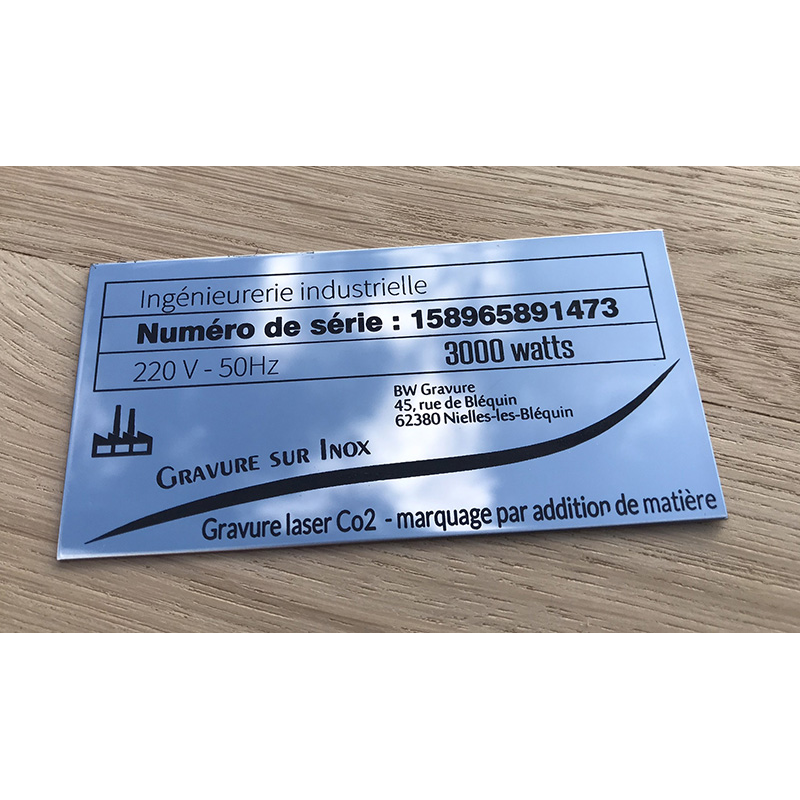 Ingénieurerie industrielle
Numéro de série : 158965891473
220 V - 50Hz 3000 watts
BW Gravure
45, rue de Bléquin
62380 Nielles-les-Bléquin
GRAVURE SUR INOX
Gravure laser Co2 - marquage par addition de matière